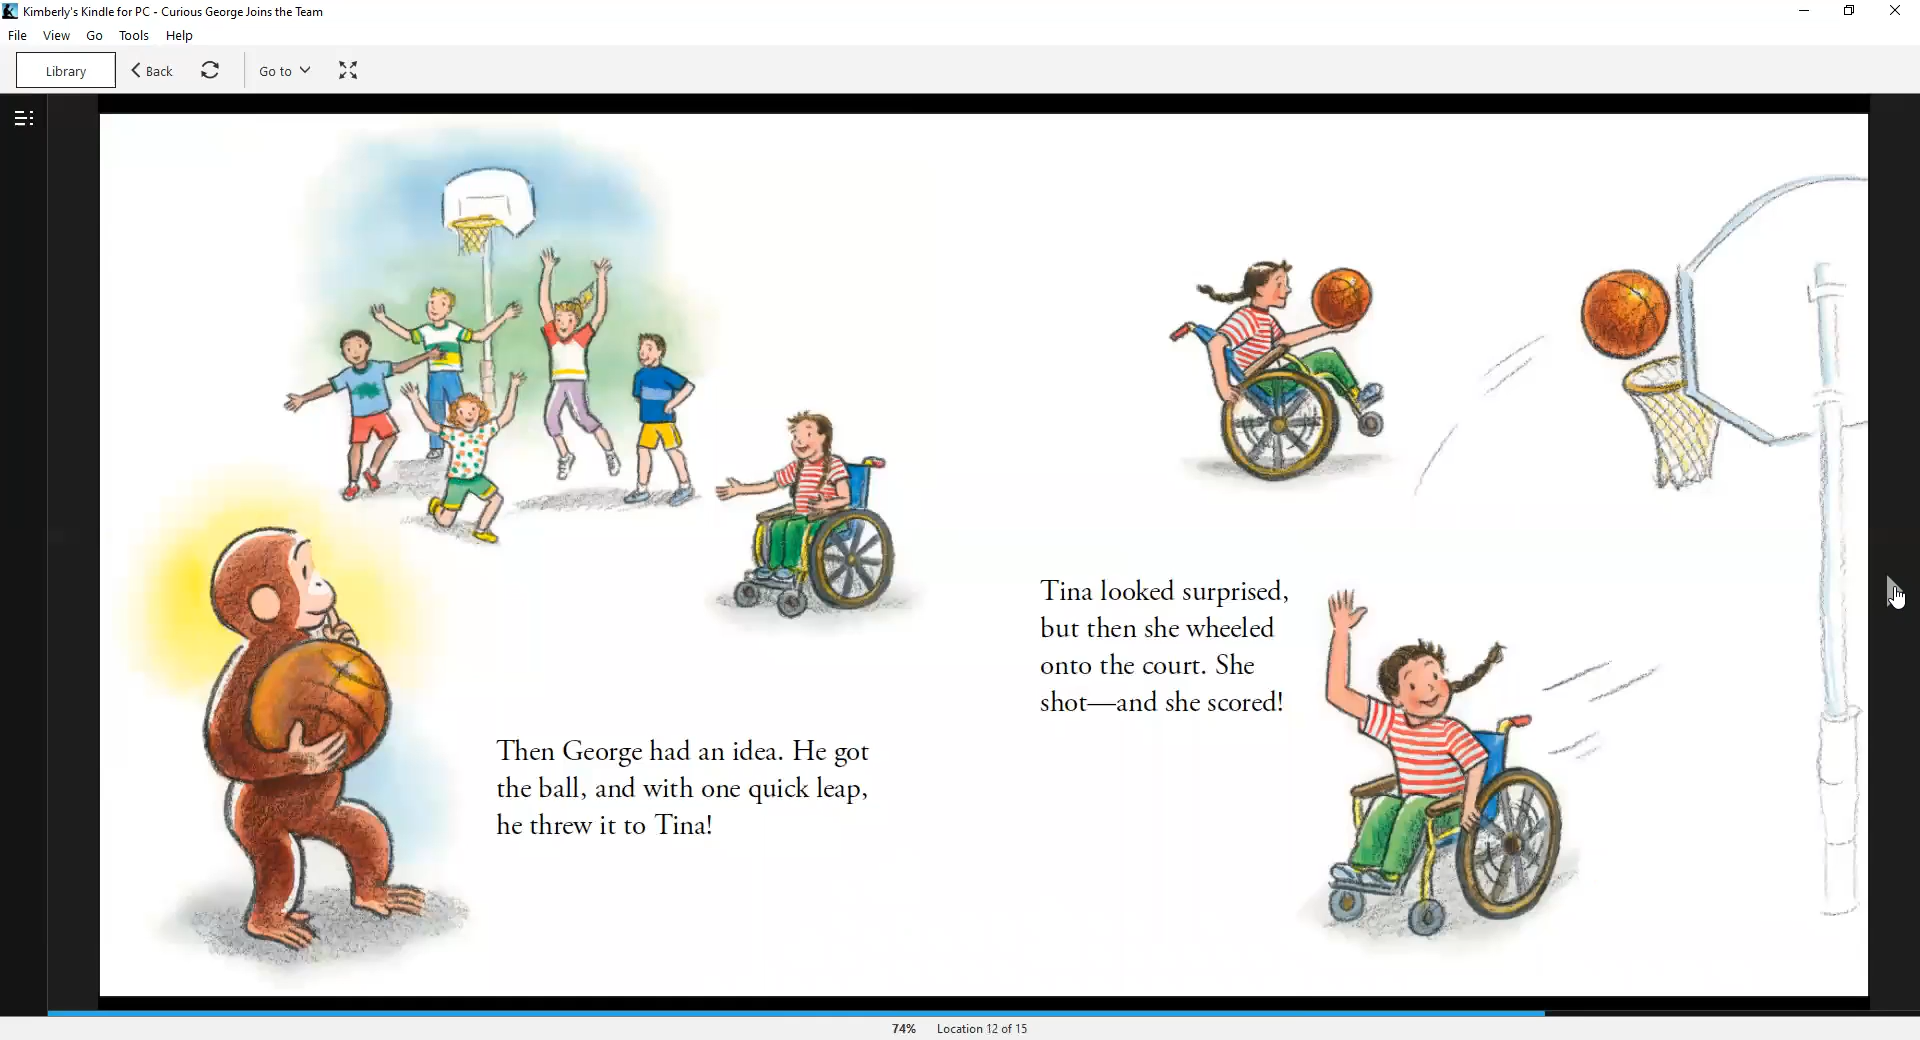 Kimberly's Kindle for PC - Curious George Joins the Team
File View Go Tools Help
Library Back Go to
Then George had an idea. He got
the ball, and with one quick leap,
he threw it to Tina!
Tina looked surprised,
but then she wheeled
onto the court. She
shot—and she scored!
74% Location 12 of 15